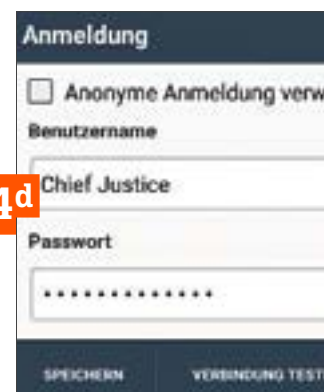 Anmeldung
Anonyme Anmeldung verw
Benutzername
Chief Justice
4d
Passwort
•••••••••••••
SPEICHERN VERBINDUNG TEST